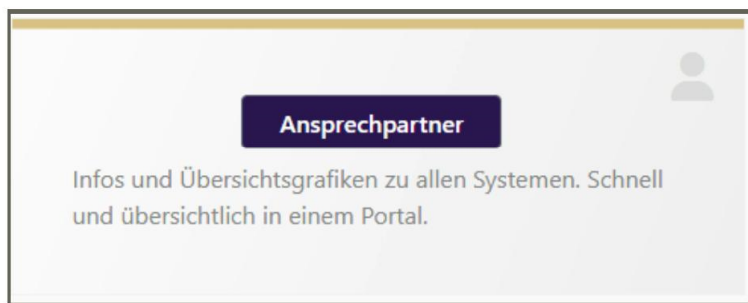 Ansprechpartner
Infos und Übersichtsgrafiken zu allen Systemen. Schnell
und übersichtlich in einem Portal.